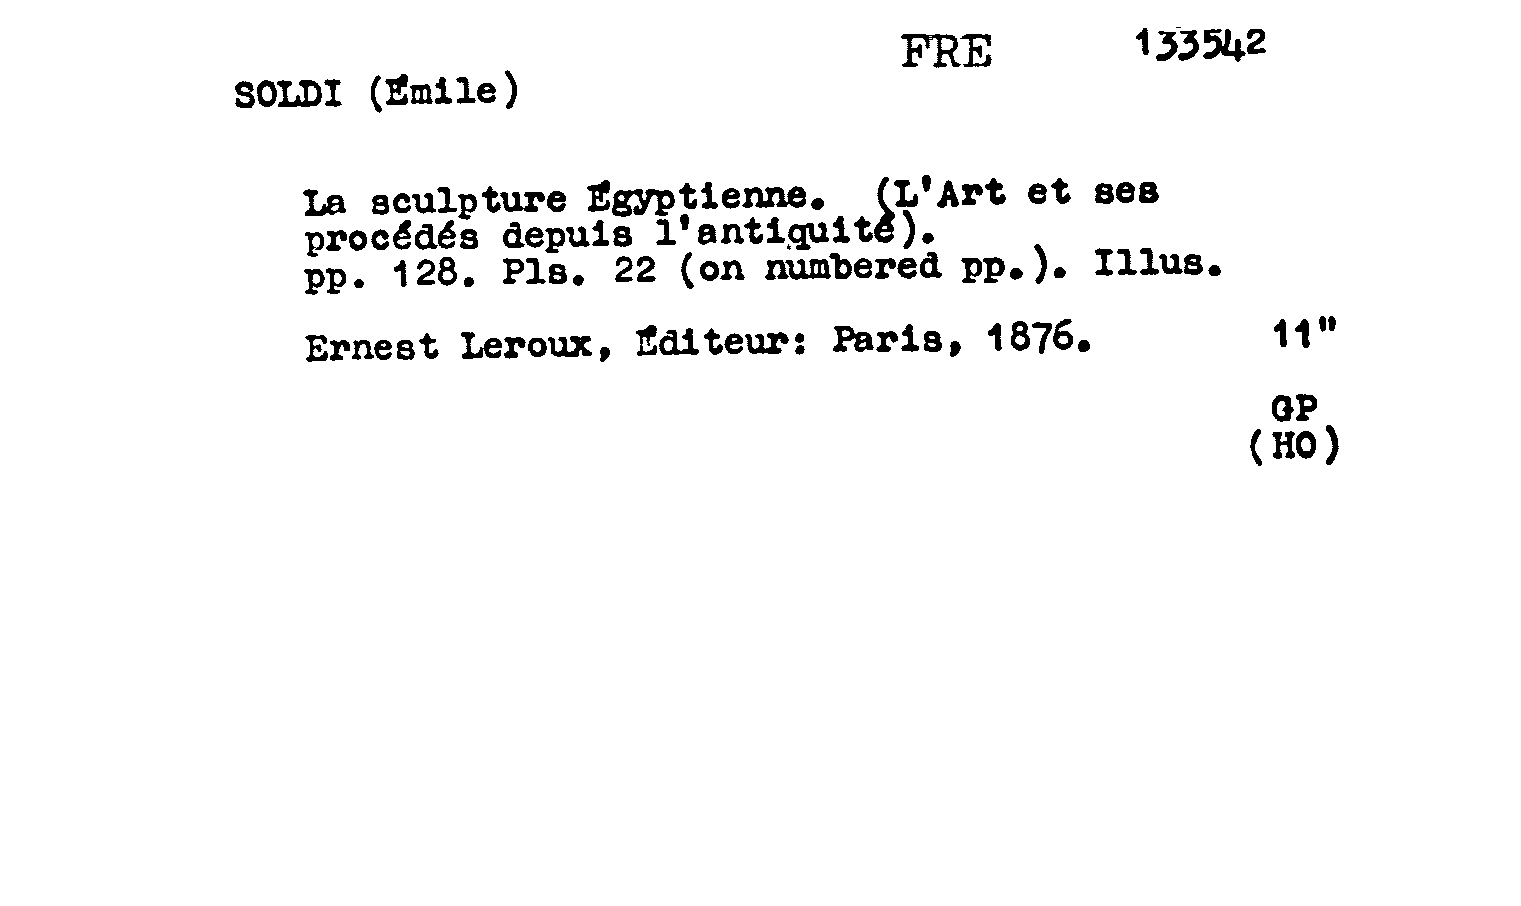 FRE 133542
SOLDI (Émile)
La sculpture Égyptienne. (L'Art et ses
procédés depuis l'antiquité).
pp. 128. Pls. 22 (on numbered pp.). Illus.
Ernest Leroux, Éditeur: Paris, 1876. 11"
GP
(HO)